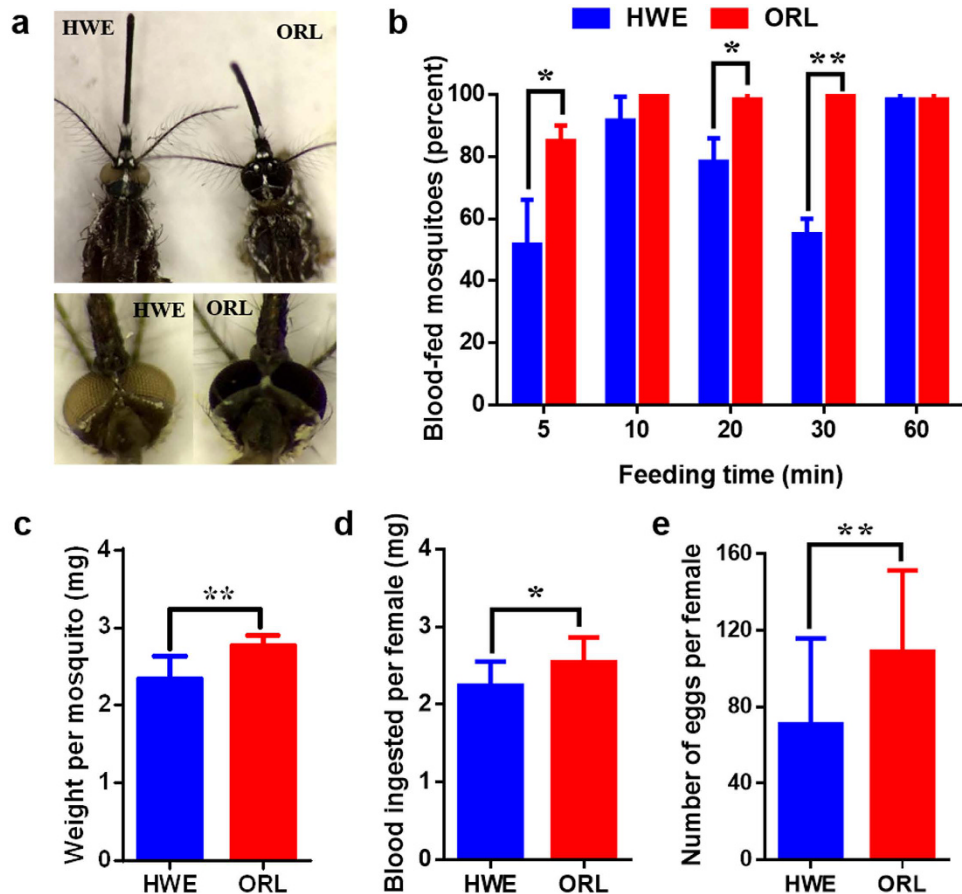 a
HWE
ORL
HWE
ORL
b
HWE
ORL
Blood-fed mosquitoes (percent)
100
80
60
40
20
0
*
*
**
5
10
20
30
60
Feeding time (min)
c
Weight per mosquito (mg)
4
3
2
1
0
**
HWE
ORL
d
Blood ingested per female (mg)
4
3
2
1
0
*
HWE
ORL
e
Number of eggs per female
160
120
80
40
0
**
HWE
ORL